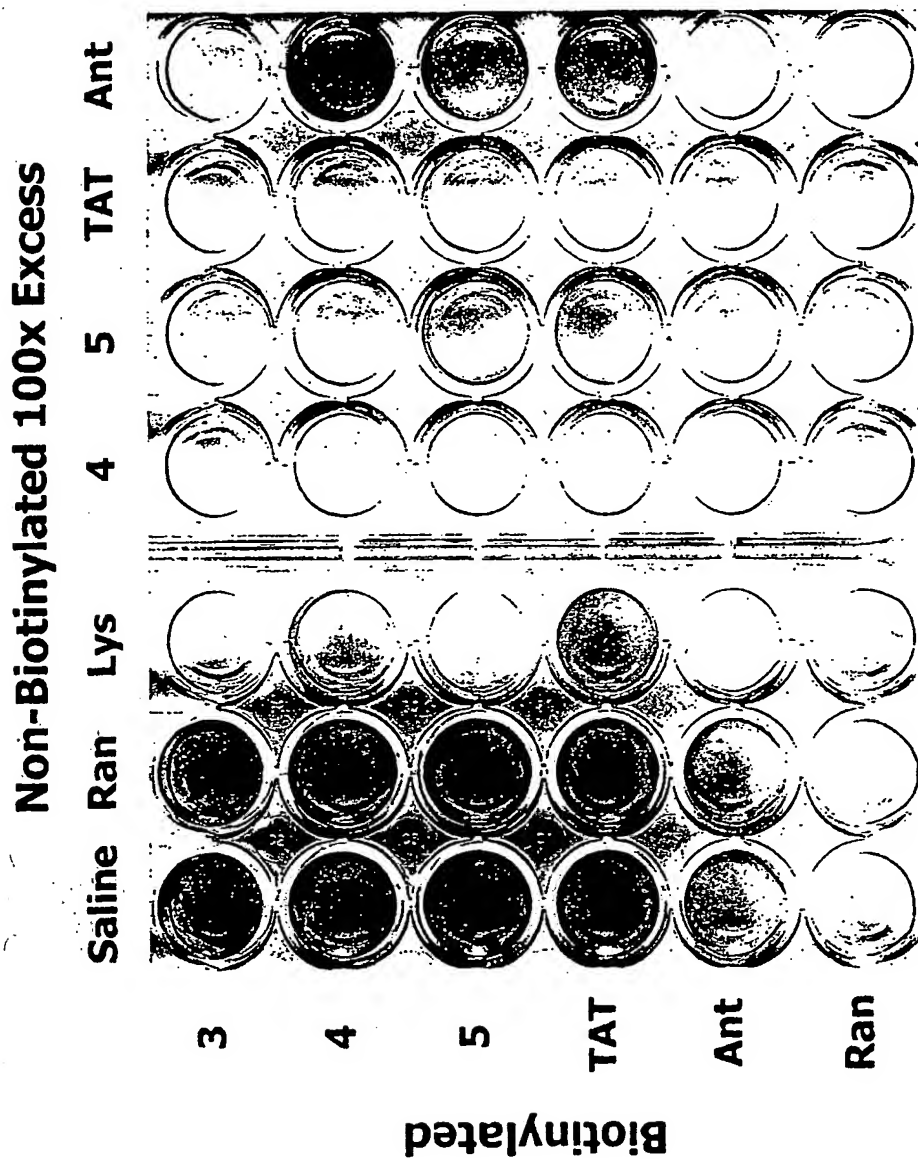 Non-Biotinylated 100x Excess
Saline Ran Lys 4 5 TAT Ant
3
4
5
TAT
Ant
Ran
Biotinylated